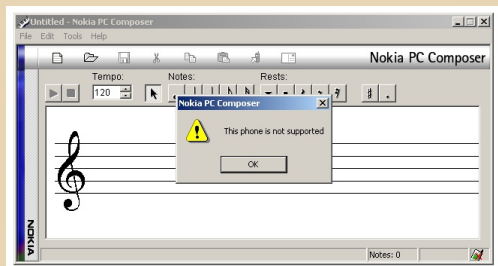 Untitled - Nokia PC Composer
File Edit Tools Help
Nokia PC Composer
Tempo: Notes: Rests:
120
Nokia PC Composer
This phone is not supported
OK
NOKIA
Notes: 0